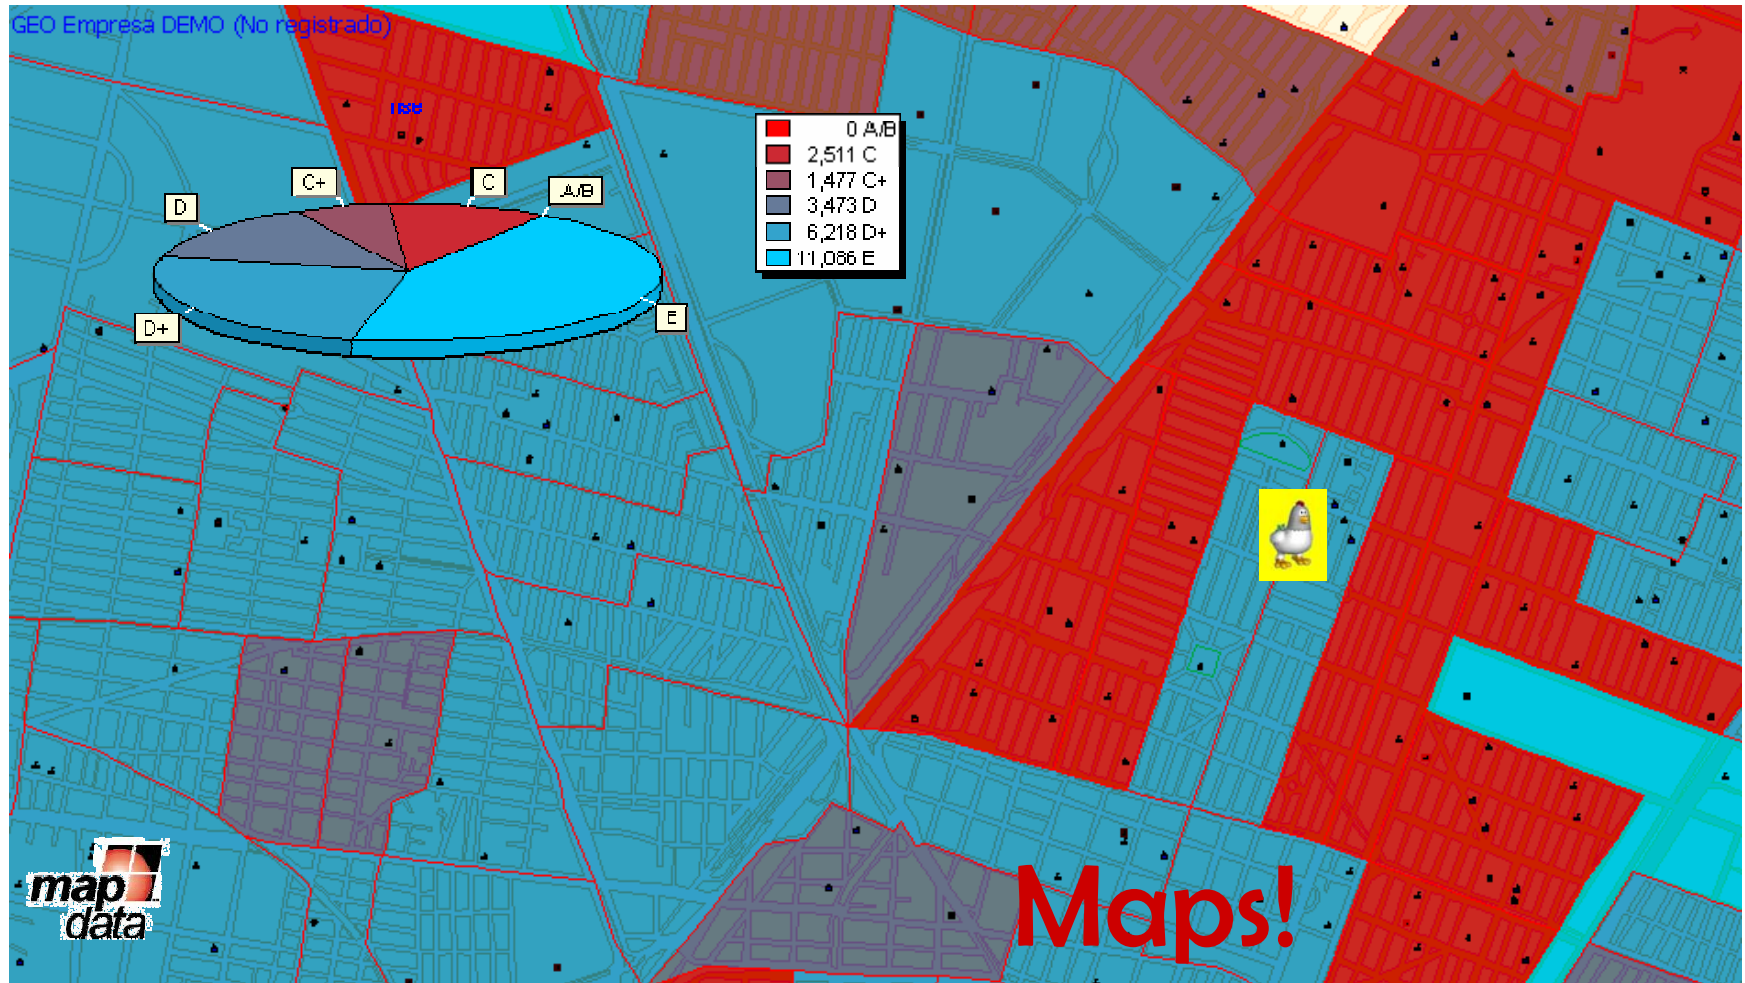 GEO Empresa DEMO (No registrado)
0 A/B
2,511 C
1,477 C+
3,473 D
6,218 D+
11,086 E
C+
C
A/B
D
D+
E
map
data
Maps!